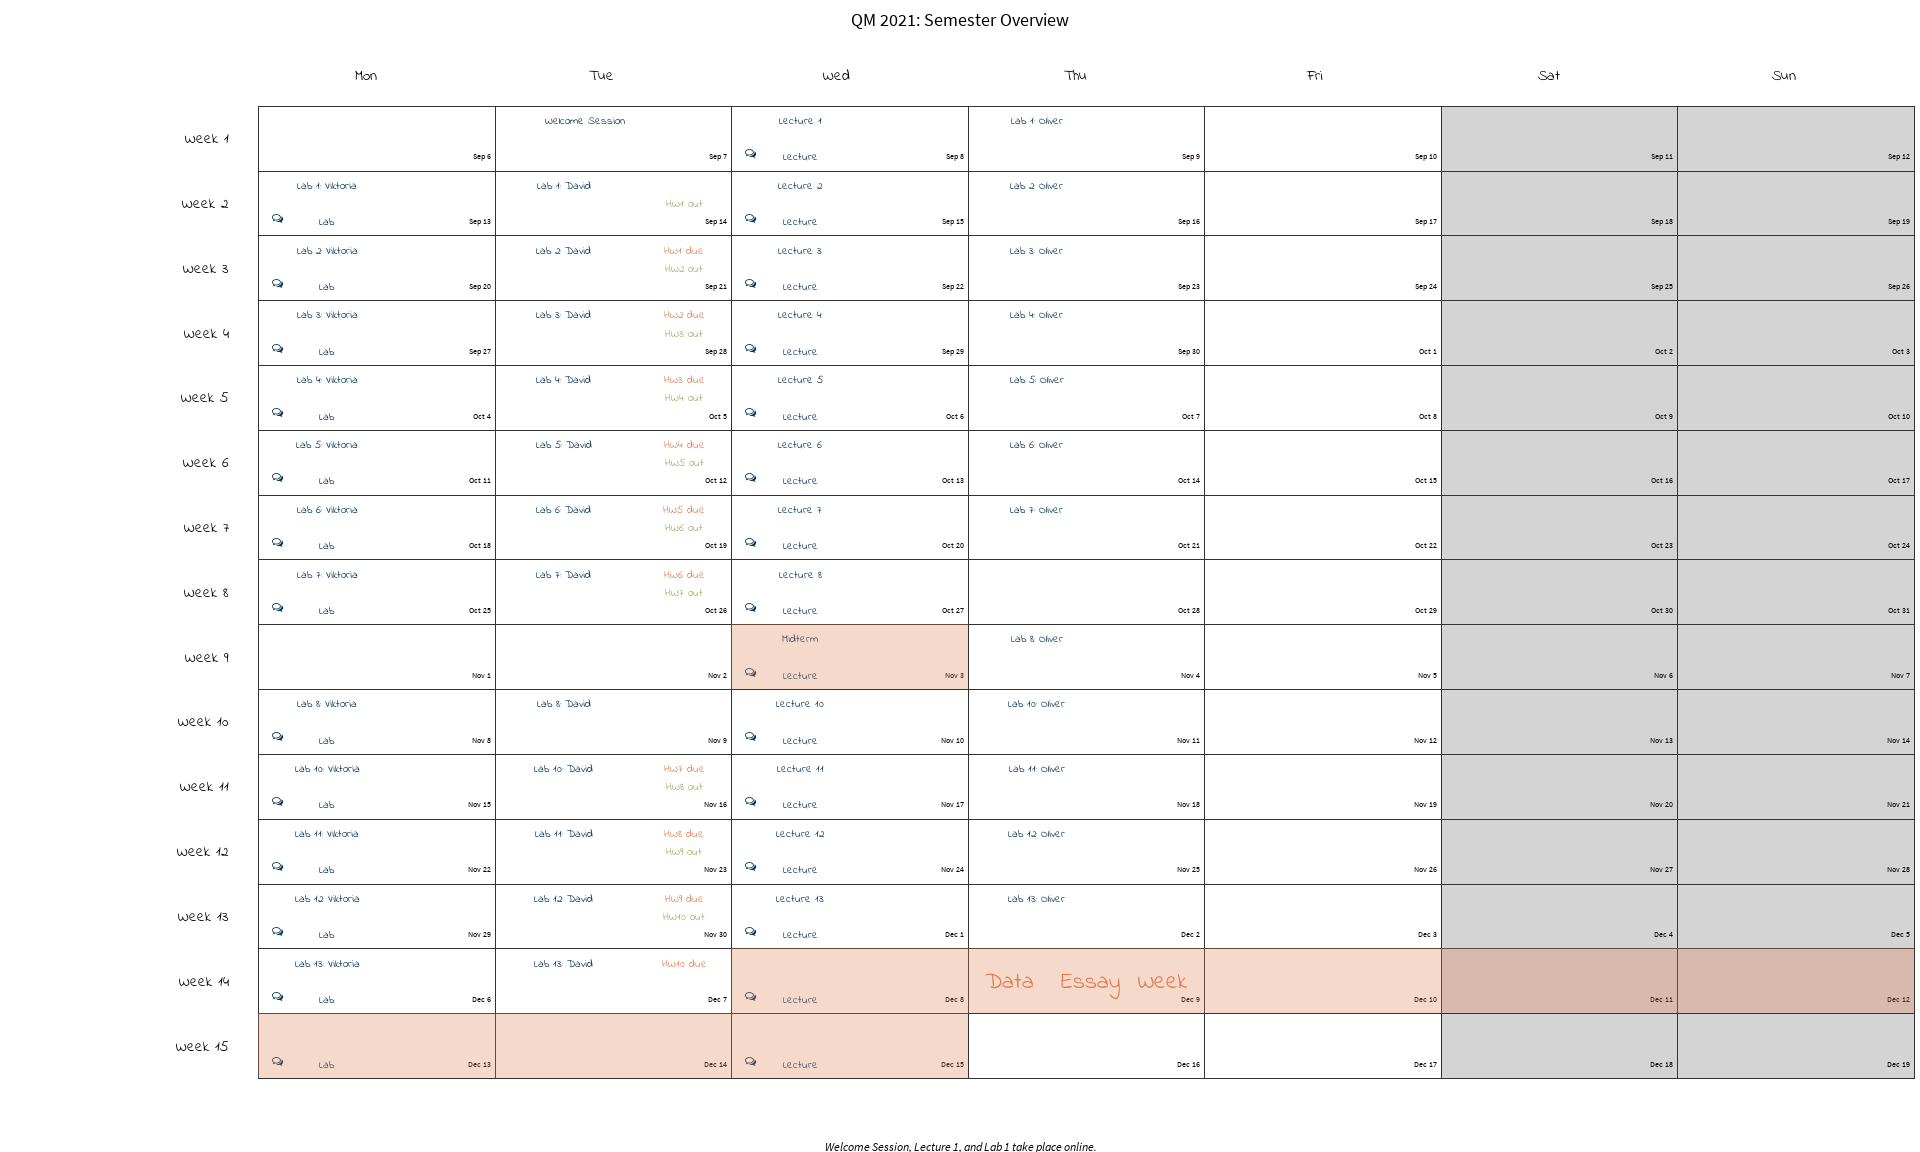 QM 2021: Semester Overview
Mon Tue Wed Thu Fri Sat Sun
Week 1
Welcome Session Lecture 1 Lab 1: Oliver
Lecture
Sep 6 Sep 7 Sep 8 Sep 9 Sep 10 Sep 11 Sep 12
Week 2
Lab 1: Viktoria Lab 1: David Lecture 2 Lab 2: Oliver
HW1 out
Lab Lecture
Sep 13 Sep 14 Sep 15 Sep 16 Sep 17 Sep 18 Sep 19
Week 3
Lab 2: Viktoria Lab 2: David HW1 due Lecture 3 Lab 3: Oliver
HW2 out
Lab Lecture
Sep 20 Sep 21 Sep 22 Sep 23 Sep 24 Sep 25 Sep 26
Week 4
Lab 3: Viktoria Lab 3: David HW2 due Lecture 4 Lab 4: Oliver
HW3 out
Lab Lecture
Sep 27 Sep 28 Sep 29 Sep 30 Oct 1 Oct 2 Oct 3
Week 5
Lab 4: Viktoria Lab 4: David HW3 due Lecture 5 Lab 5: Oliver
HW4 out
Lab Lecture
Oct 4 Oct 5 Oct 6 Oct 7 Oct 8 Oct 9 Oct 10
Week 6
Lab 5: Viktoria Lab 5: David HW4 due Lecture 6 Lab 6: Oliver
HW5 out
Lab Lecture
Oct 11 Oct 12 Oct 13 Oct 14 Oct 15 Oct 16 Oct 17
Week 7
Lab 6: Viktoria Lab 6: David HW5 due Lecture 7 Lab 7: Oliver
HW6 out
Lab Lecture
Oct 18 Oct 19 Oct 20 Oct 21 Oct 22 Oct 23 Oct 24
Week 8
Lab 7: Viktoria Lab 7: David HW6 due Lecture 8
HW7 out
Lab Lecture
Oct 25 Oct 26 Oct 27 Oct 28 Oct 29 Oct 30 Oct 31
Week 9
Midterm Lab 8: Oliver
Lecture
Nov 1 Nov 2 Nov 3 Nov 4 Nov 5 Nov 6 Nov 7
Week 10
Lab 8: Viktoria Lab 8: David Lecture 10 Lab 10: Oliver
Lab Lecture
Nov 8 Nov 9 Nov 10 Nov 11 Nov 12 Nov 13 Nov 14
Week 11
Lab 10: Viktoria Lab 10: David HW7 due Lecture 11 Lab 11: Oliver
HW8 out
Lab Lecture
Nov 15 Nov 16 Nov 17 Nov 18 Nov 19 Nov 20 Nov 21
Week 12
Lab 11: Viktoria Lab 11: David HW8 due Lecture 12 Lab 12: Oliver
HW9 out
Lab Lecture
Nov 22 Nov 23 Nov 24 Nov 25 Nov 26 Nov 27 Nov 28
Week 13
Lab 12: Viktoria Lab 12: David HW9 due Lecture 13 Lab 13: Oliver
HW10 out
Lab Lecture
Nov 29 Nov 30 Dec 1 Dec 2 Dec 3 Dec 4 Dec 5
Week 14
Lab 13: Viktoria Lab 13: David HW10 due
Data Essay Week
Lab Lecture
Dec 6 Dec 7 Dec 8 Dec 9 Dec 10 Dec 11 Dec 12
Week 15
Lab Lecture
Dec 13 Dec 14 Dec 15 Dec 16 Dec 17 Dec 18 Dec 19
Welcome Session, Lecture 1, and Lab 1 take place online.